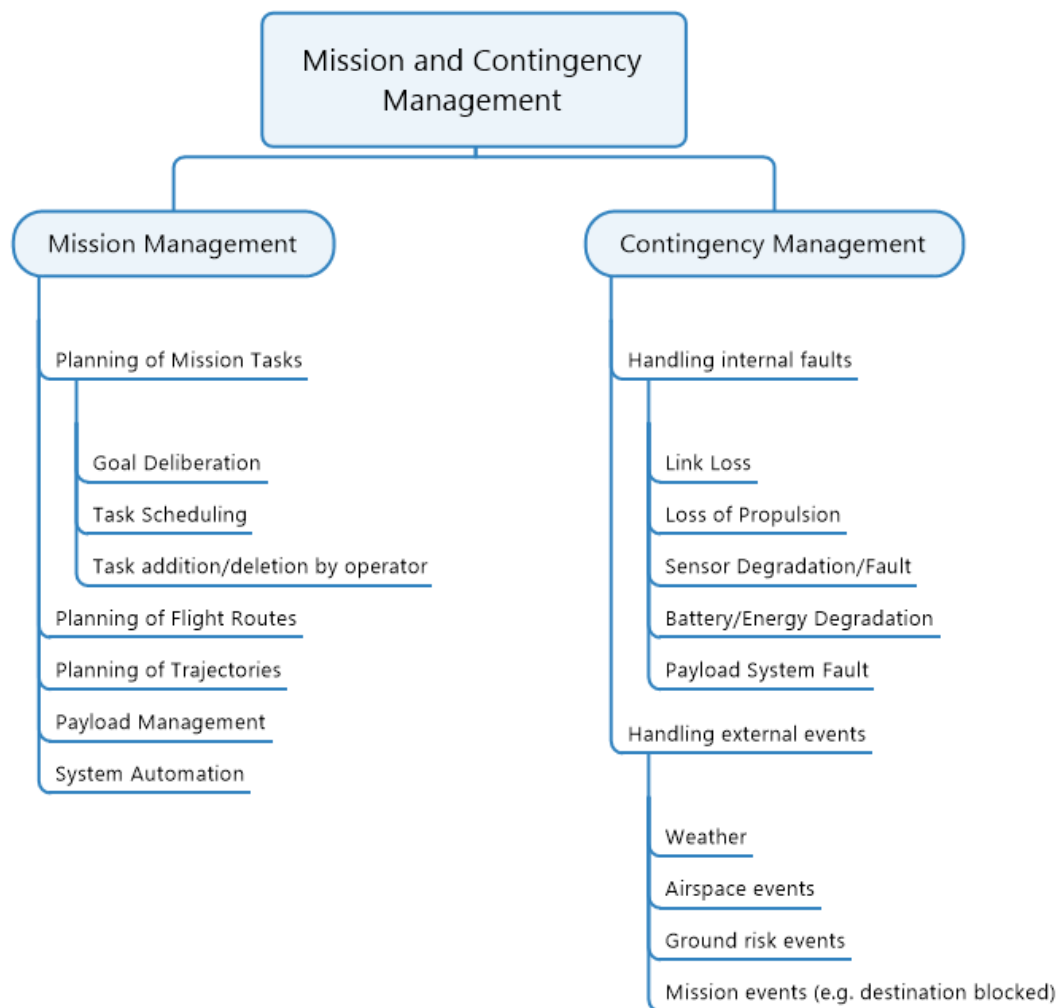 Mission and Contingency
Management
Mission Management
Planning of Mission Tasks
Goal Deliberation
Task Scheduling
Task addition/deletion by operator
Planning of Flight Routes
Planning of Trajectories
Payload Management
System Automation
Contingency Management
Handling internal faults
Link Loss
Loss of Propulsion
Sensor Degradation/Fault
Battery/Energy Degradation
Payload System Fault
Handling external events
Weather
Airspace events
Ground risk events
Mission events (e.g. destination blocked)